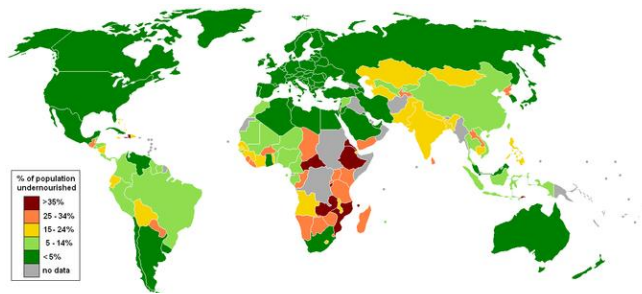 % of population
undernourished
>35%
25 - 34%
15 - 24%
5 - 14%
<5%
no data